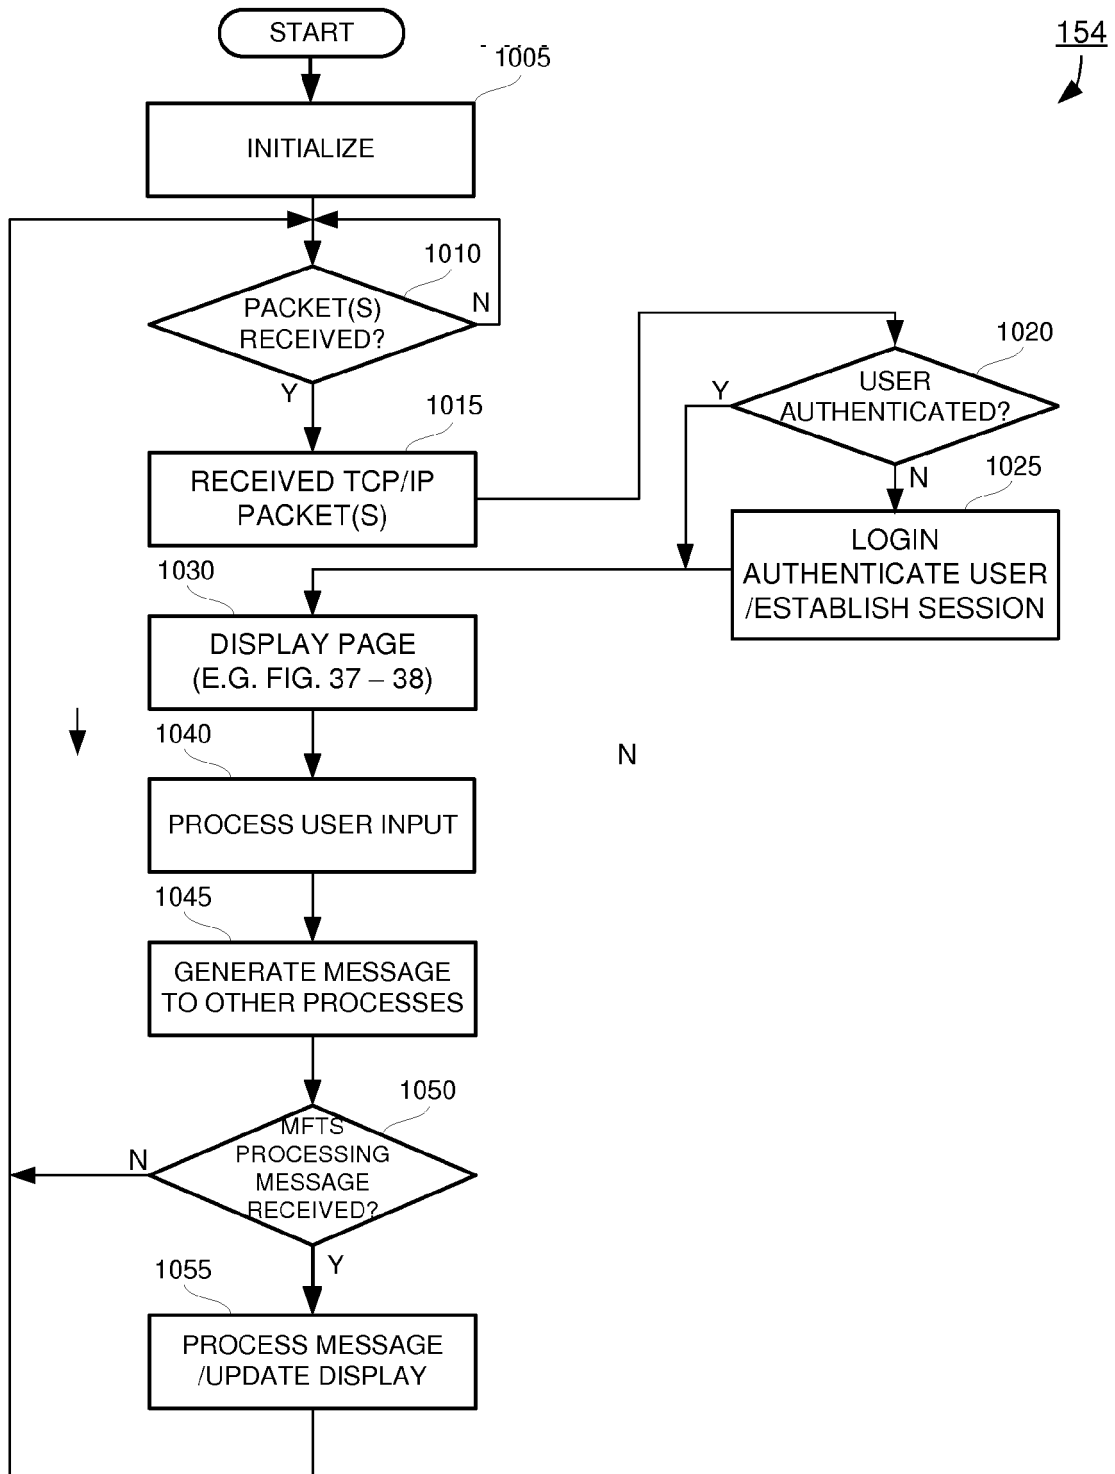 START
154
1005
INITIALIZE
1010
PACKET(S)
RECEIVED?
N
Y
1015
RECEIVED TCP/IP
PACKET(S)
1020
USER
AUTHENTICATED?
Y
N
1025
LOGIN
AUTHENTICATE USER
/ESTABLISH SESSION
1030
DISPLAY PAGE
(E.G. FIG. 37 – 38)
1040
N
PROCESS USER INPUT
1045
GENERATE MESSAGE
TO OTHER PROCESSES
1050
MFTS
PROCESSING
MESSAGE
RECEIVED?
N
Y
1055
PROCESS MESSAGE
/UPDATE DISPLAY